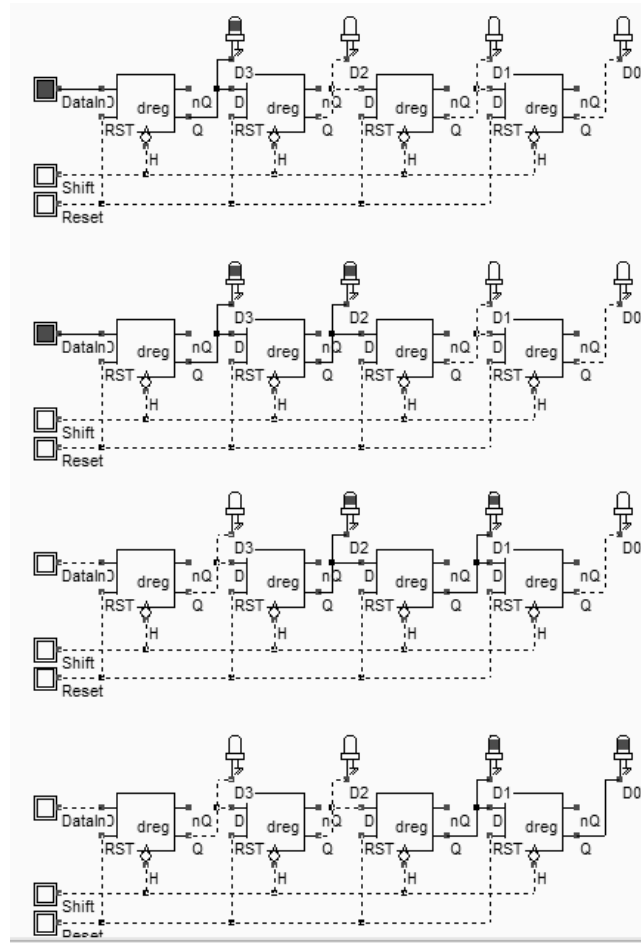 D3 D2 D1 D0
DataIn D dreg nQ D dreg nQ D dreg nQ D dreg nQ
RST Q RST Q RST Q RST Q
H H H H
Shift
Reset
D3 D2 D1 D0
DataIn D dreg nQ D dreg nQ D dreg nQ D dreg nQ
RST Q RST Q RST Q RST Q
H H H H
Shift
Reset
D3 D2 D1 D0
DataIn D dreg nQ D dreg nQ D dreg nQ D dreg nQ
RST Q RST Q RST Q RST Q
H H H H
Shift
Reset
D3 D2 D1 D0
DataIn D dreg nQ D dreg nQ D dreg nQ D dreg nQ
RST Q RST Q RST Q RST Q
H H H H
Shift
Reset